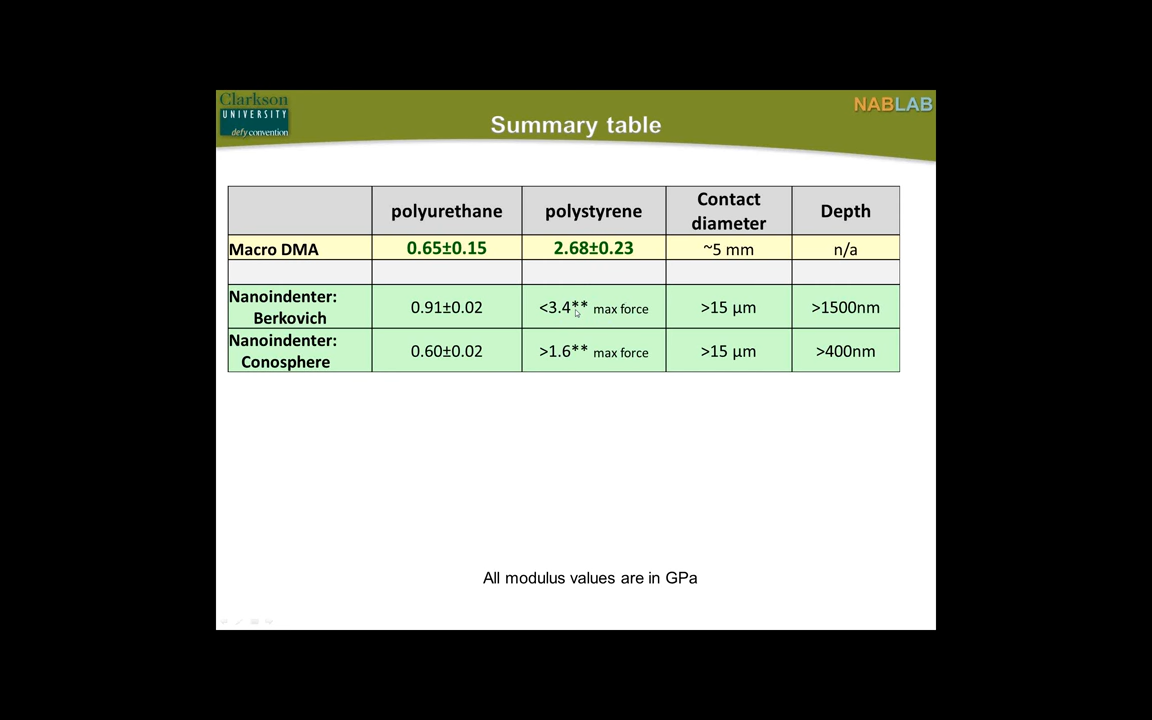 Clarkson
UNIVERSITY
defy convention
NABLAB
Summary table
polyurethane polystyrene Contact diameter Depth
Macro DMA 0.65±0.15 2.68±0.23 ~5 mm n/a
Nanoindenter: Berkovich 0.91±0.02 <3.4** max force >15 µm >1500nm
Nanoindenter: Conosphere 0.60±0.02 >1.6** max force >15 µm >400nm
All modulus values are in GPa